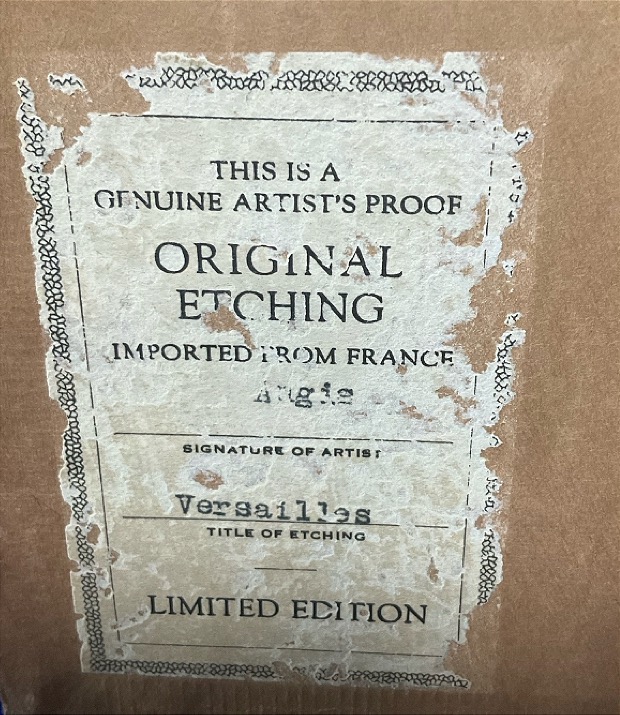 THIS IS A
GENUINE ARTIST'S PROOF
ORIGINAL
ETCHING
IMPORTED FROM FRANCE
Angis
SIGNATURE OF ARTIST
Versailles
TITLE OF ETCHING
LIMITED EDITION